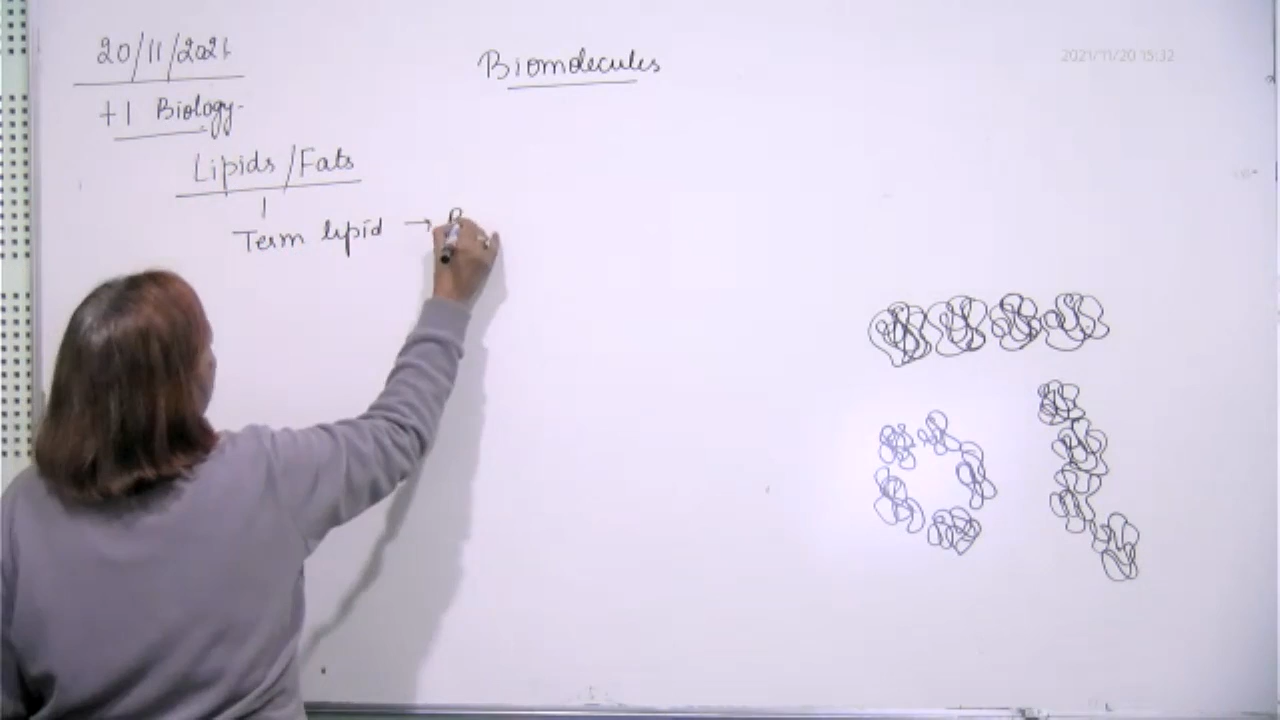 20/11/2021
Biomolecules
2021/11/20 15:32
+1 Biology-
Lipids/Fats
Term lipid →